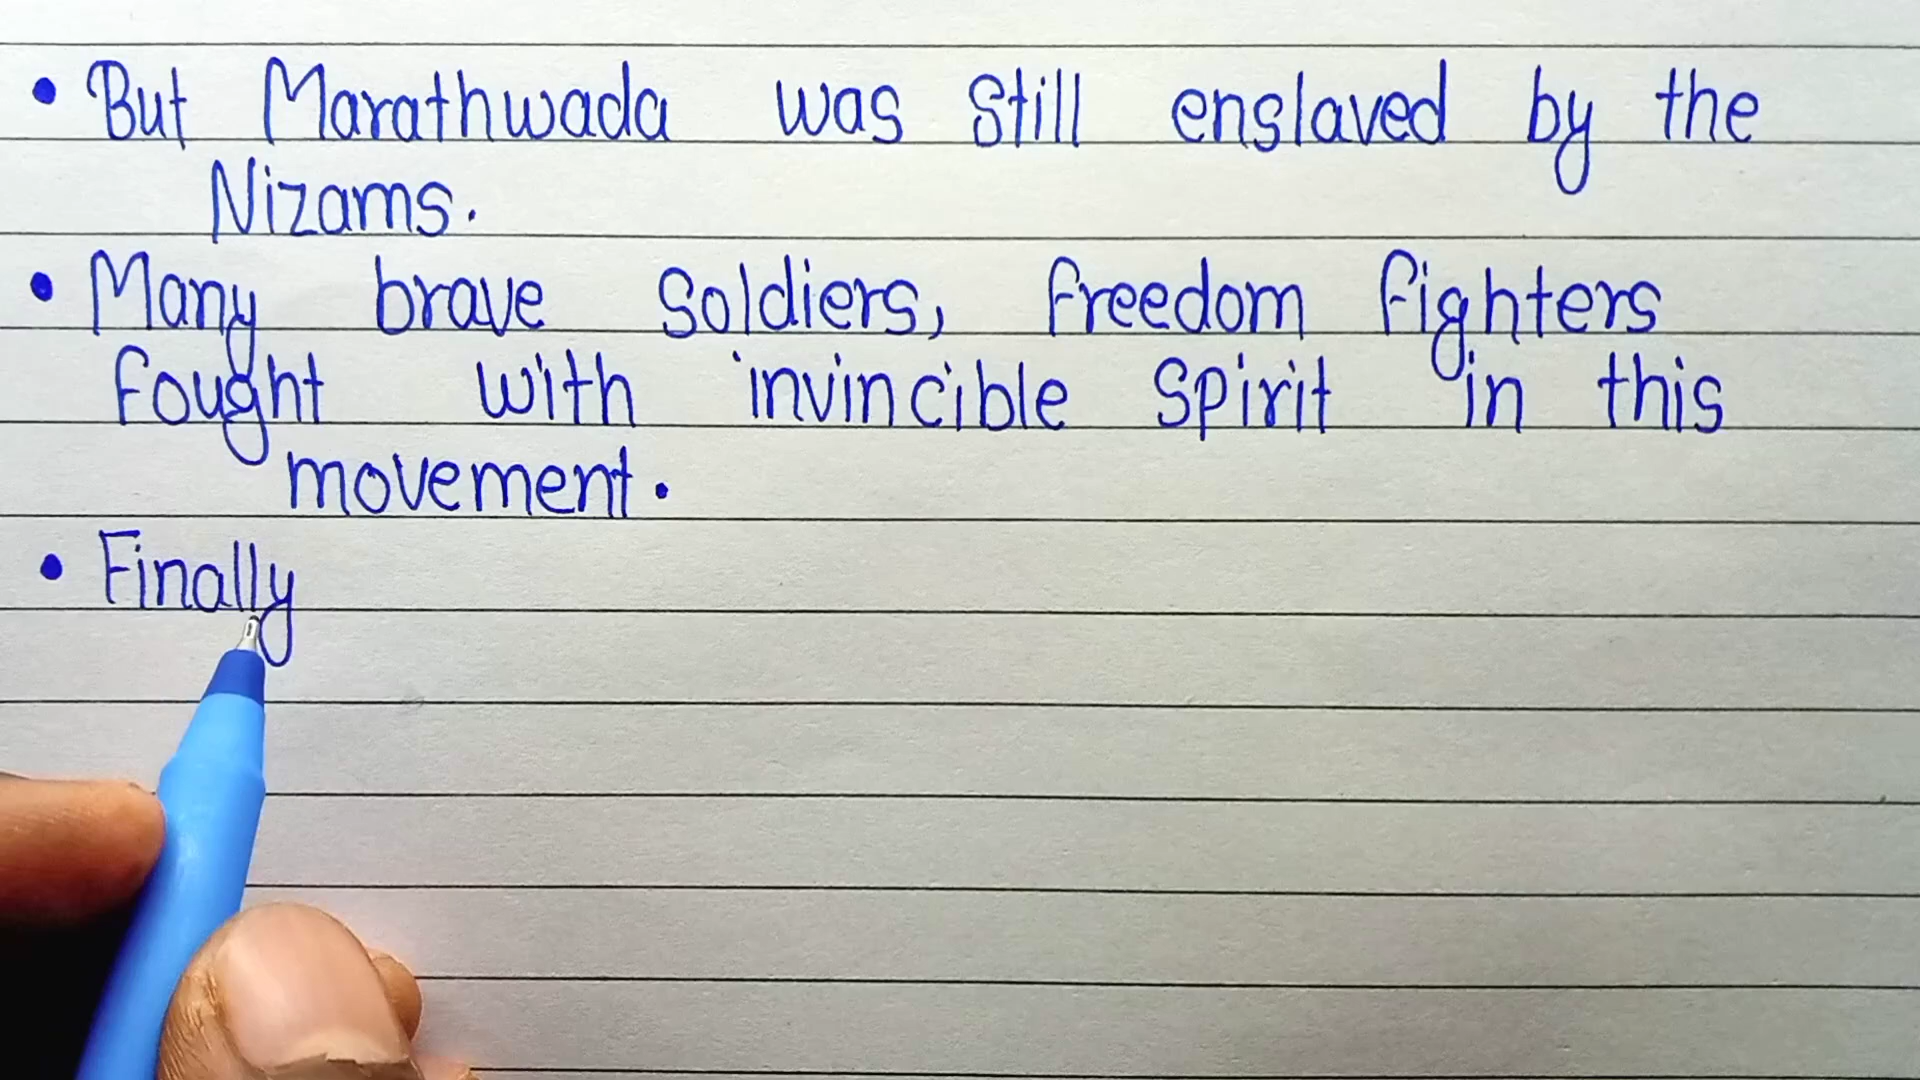 • But Marathwada was still enslaved by the
Nizams.
• Many brave soldiers, freedom fighters
fought with invincible spirit in this
movement.
• Finally